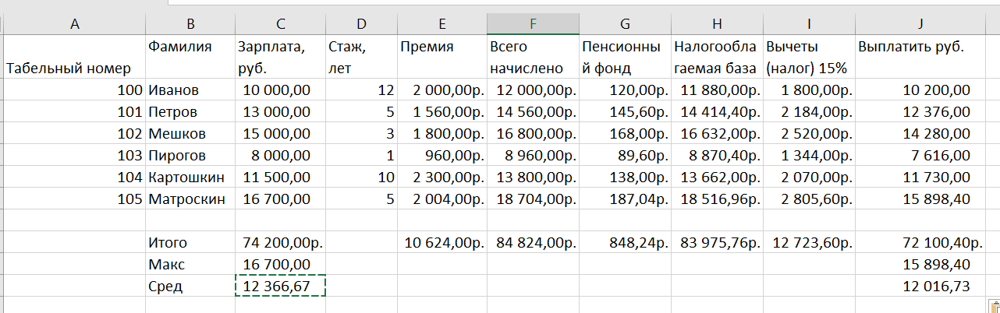 A B C D E F G H I J
Фамилия Зарплата, Стаж, Премия Всего Пенсионны Налогообла Вычеты Выплатить руб.
Табельный номер руб. лет начислено й фонд гаемая база (налог) 15%
100 Иванов 10 000,00 12 2 000,00р. 12 000,00р. 120,00р. 11 880,00р. 1 800,00р. 10 200,00
101 Петров 13 000,00 5 1 560,00р. 14 560,00р. 145,60р. 14 414,40р. 2 184,00р. 12 376,00
102 Мешков 15 000,00 3 1 800,00р. 16 800,00р. 168,00р. 16 632,00р. 2 520,00р. 14 280,00
103 Пирогов 8 000,00 1 960,00р. 8 960,00р. 89,60р. 8 870,40р. 1 344,00р. 7 616,00
104 Картошкин 11 500,00 10 2 300,00р. 13 800,00р. 138,00р. 13 662,00р. 2 070,00р. 11 730,00
105 Матроскин 16 700,00 5 2 004,00р. 18 704,00р. 187,04р. 18 516,96р. 2 805,60р. 15 898,40
Итого 74 200,00р. 10 624,00р. 84 824,00р. 848,24р. 83 975,76р. 12 723,60р. 72 100,40р.
Макс 16 700,00 15 898,40
Сред 12 366,67 12 016,73